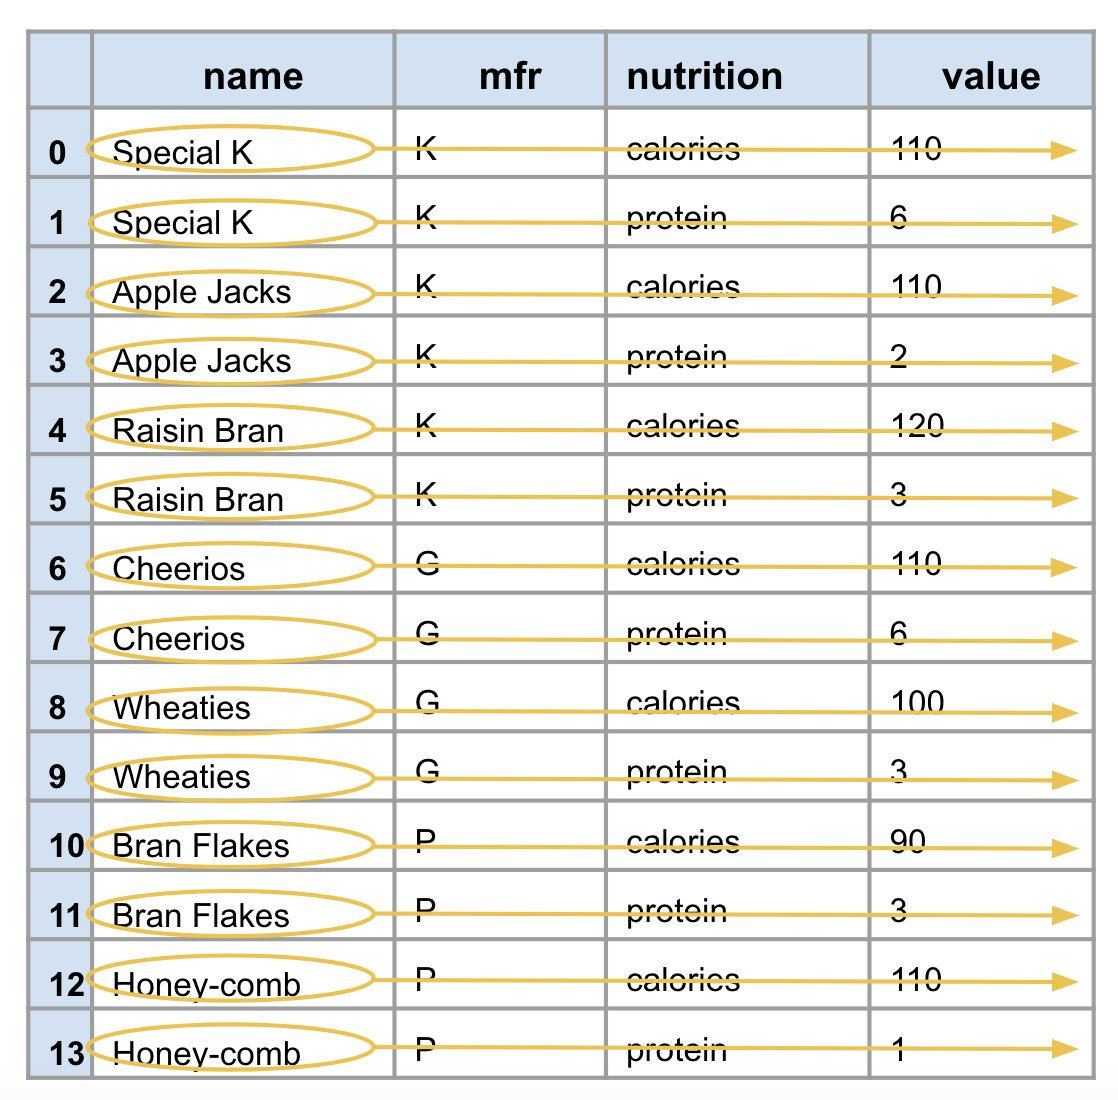 name mfr nutrition value
0 Special K K calories 110
1 Special K K protein 6
2 Apple Jacks K calories 110
3 Apple Jacks K protein 2
4 Raisin Bran K calories 120
5 Raisin Bran K protein 3
6 Cheerios G calories 110
7 Cheerios G protein 6
8 Wheaties G calories 100
9 Wheaties G protein 3
10 Bran Flakes P calories 90
11 Bran Flakes P protein 3
12 Honey-comb P calories 110
13 Honey-comb P protein 1